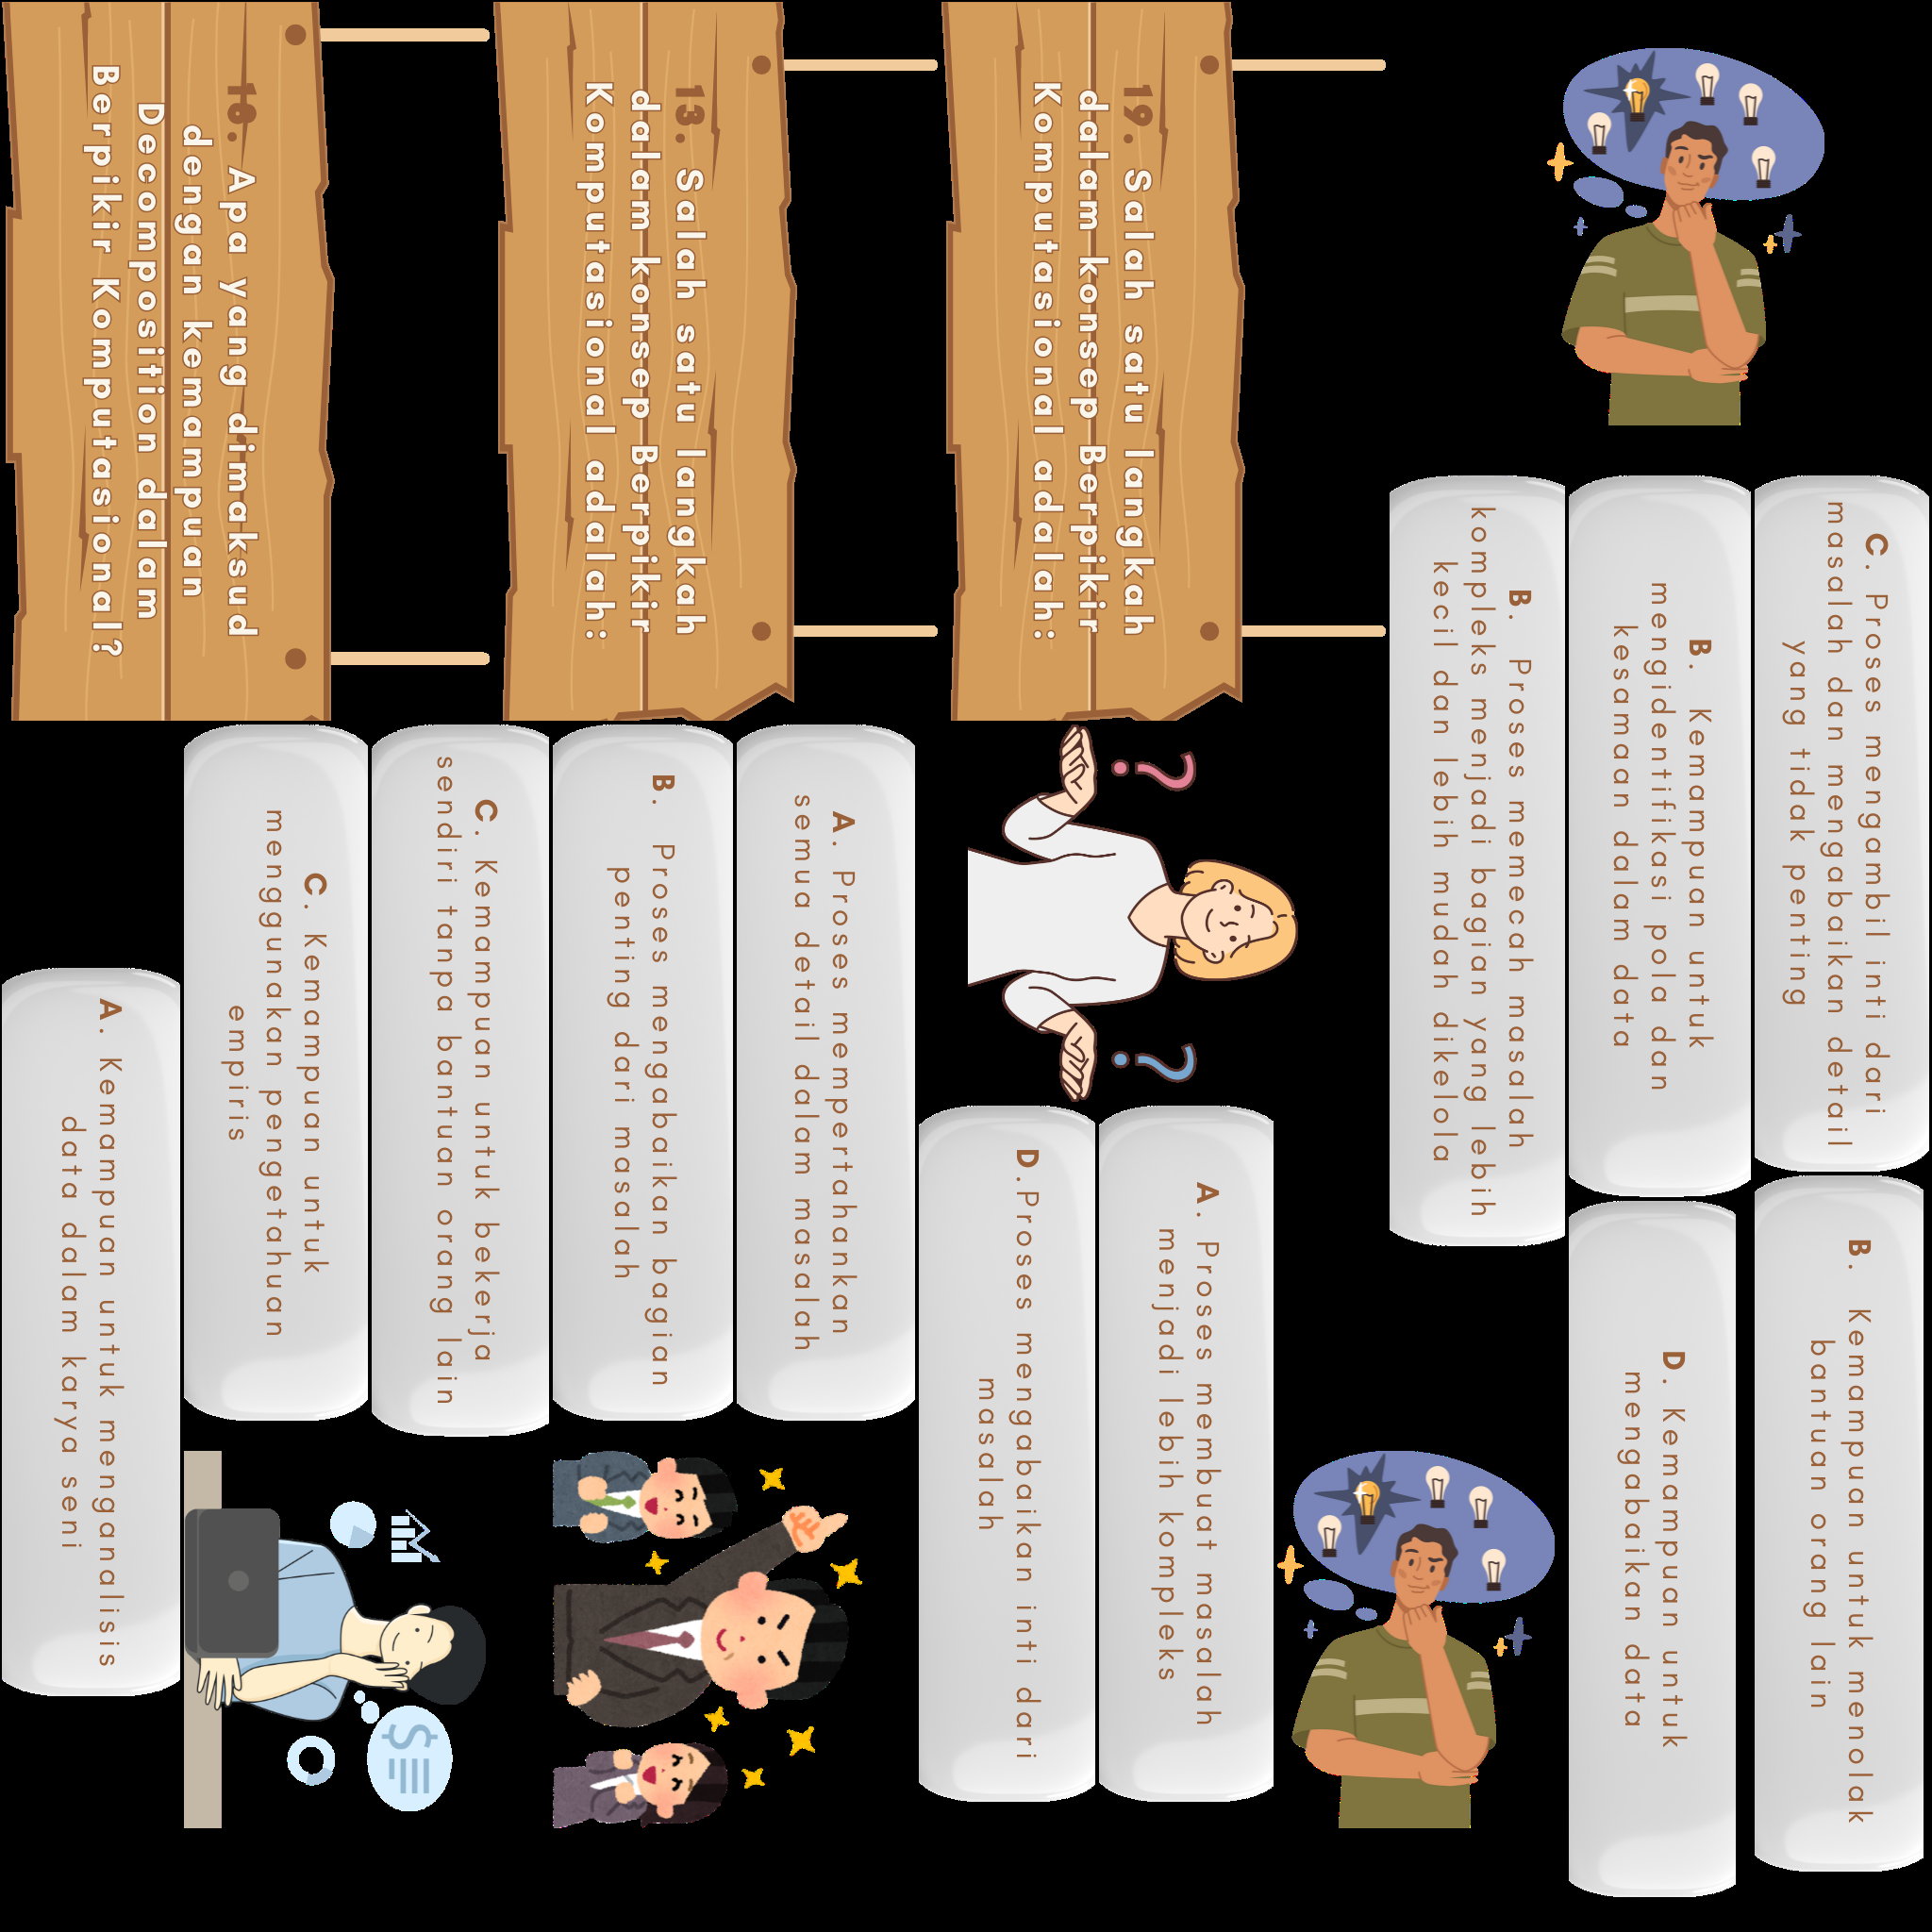 18. Apa yang dimaksud
dengan kemampuan
Decomposition dalam
Berpikir Komputasional?
13. Salah satu langkah
dalam konsep Berpikir
Komputasional adalah:
19. Salah satu langkah
dalam konsep Berpikir
Komputasional adalah:
C. Proses mengambil inti dari
masalah dan mengabaikan detail
yang tidak penting
B. Kemampuan untuk
mengidentifikasi pola dan
kesamaan dalam data
B. Proses memecah masalah
kompleks menjadi bagian yang lebih
kecil dan lebih mudah dikelola
A. Proses mempertahankan
semua detail dalam masalah
B. Proses mengabaikan bagian
penting dari masalah
C. Kemampuan untuk bekerja
sendiri tanpa bantuan orang lain
C. Kemampuan untuk
menggunakan pengetahuan
empiris
A. Kemampuan untuk menganalisis
data dalam karya seni
A. Proses membuat masalah
menjadi lebih kompleks
D.Proses mengabaikan inti dari
masalah
B. Kemampuan untuk menolak
bantuan orang lain
D. Kemampuan untuk
mengabaikan data
? ?
$